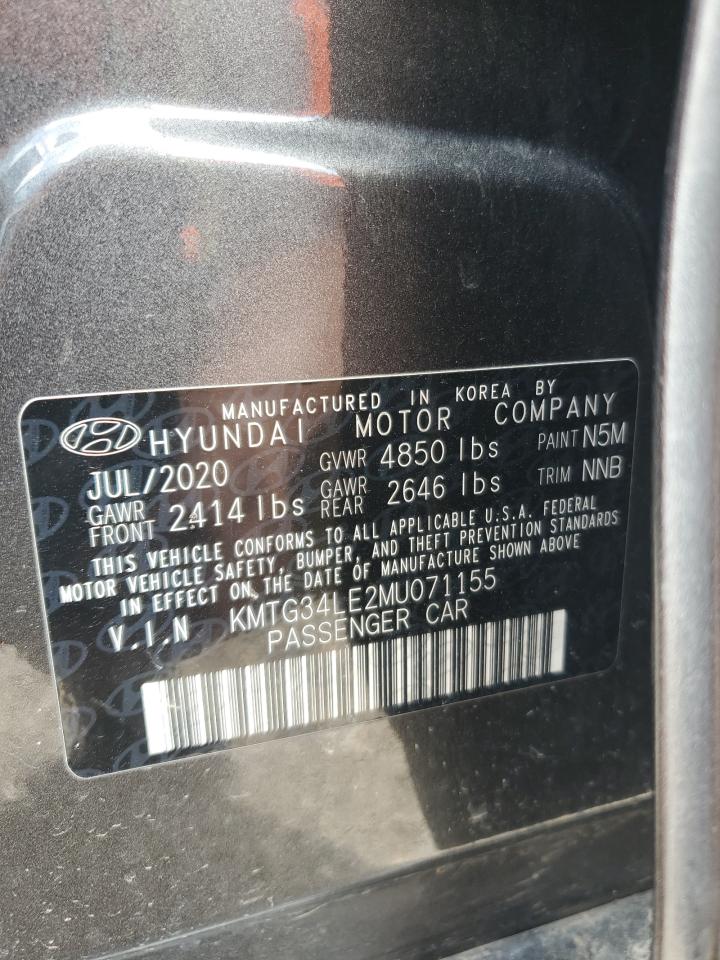 MANUFACTURED IN KOREA BY
HYUNDAI MOTOR COMPANY
JUL/2020 GVWR 4850 lbs PAINT N5M
GAWR FRONT 2414 lbs GAWR REAR 2646 lbs TRIM NNB
THIS VEHICLE CONFORMS TO ALL APPLICABLE U.S.A. FEDERAL
MOTOR VEHICLE SAFETY, BUMPER, AND THEFT PREVENTION STANDARDS
IN EFFECT ON THE DATE OF MANUFACTURE SHOWN ABOVE
V.I.N KMTG34LE2MU071155
PASSENGER CAR